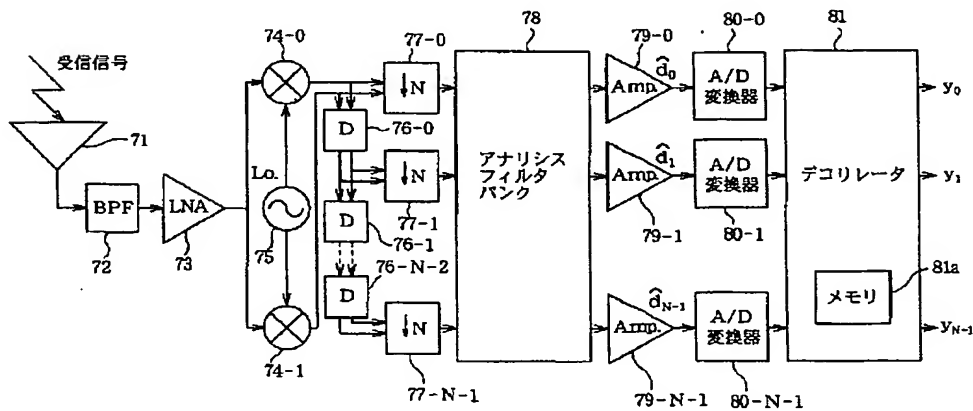 受信信号
71
BPF
72
LNA
73
74-0
Lo.
75
74-1
D
76-0
D
76-1
76-N-2
D
77-0
↓N
↓N
77-1
↓N
77-N-1
78
アナリシス
フィルタ
バンク
79-0
Amp.
d̂0
80-0
A/D
変換器
Amp.
d̂1
79-1
A/D
変換器
80-1
Amp.
d̂N-1
79-N-1
A/D
変換器
80-N-1
81
デコリレータ
81a
メモリ
y0
y1
yN-1